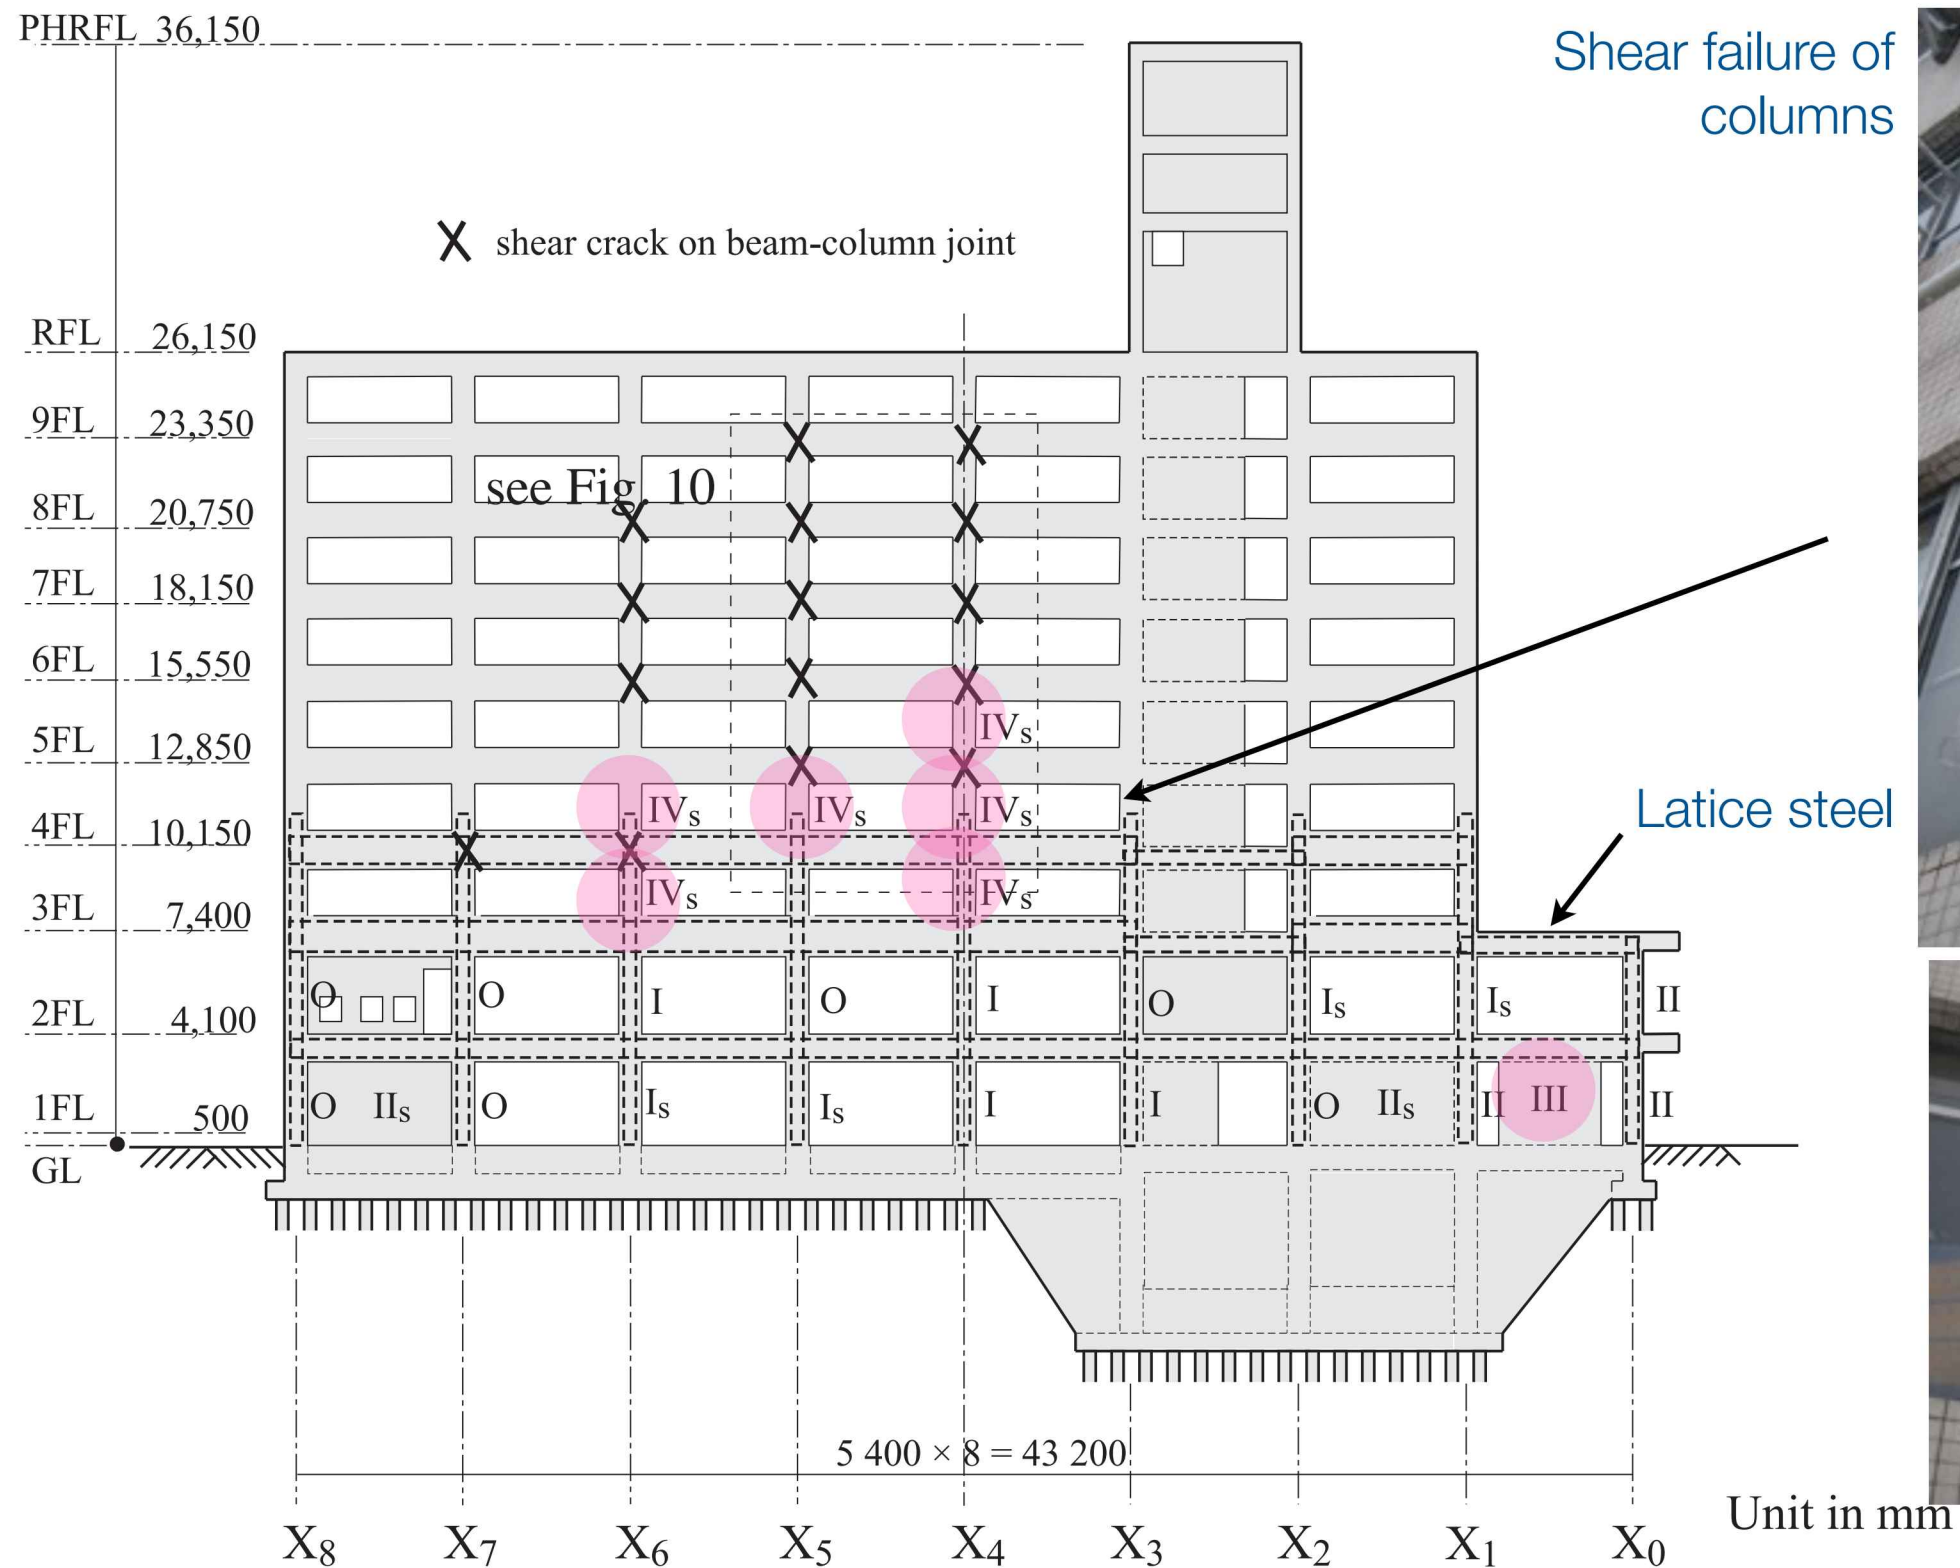 PHRFL 36,150
Shear failure of
columns
X shear crack on beam-column joint
RFL 26,150
9FL 23,350
see Fig. 10
8FL 20,750
7FL 18,150
6FL 15,550
IVs
5FL 12,850
IVs IVs IVs
Latice steel
4FL 10,150
IVs IVs
3FL 7,400
O O I O I O Is Is II
2FL 4,100
O IIs O Is Is I I O IIs II III II
1FL 500
GL
5 400 × 8 = 43 200
Unit in mm
X8 X7 X6 X5 X4 X3 X2 X1 X0